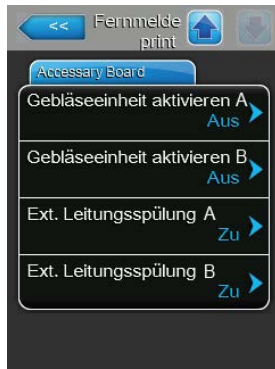 << Fernmelde
print
Accessary Board
Gebläseeinheit aktivieren A
Aus
Gebläseeinheit aktivieren B
Aus
Ext. Leitungsspülung A
Zu
Ext. Leitungsspülung B
Zu